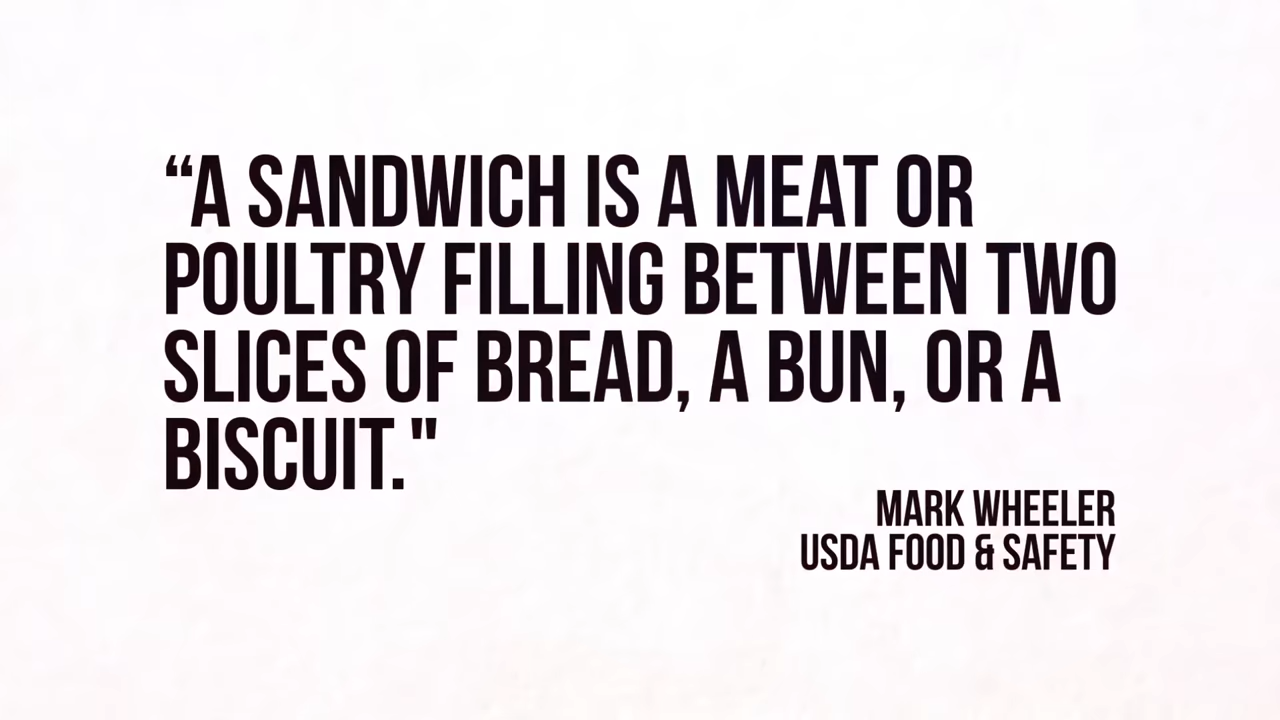 “A SANDWICH IS A MEAT OR
POULTRY FILLING BETWEEN TWO
SLICES OF BREAD, A BUN, OR A
BISCUIT."
MARK WHEELER
USDA FOOD & SAFETY